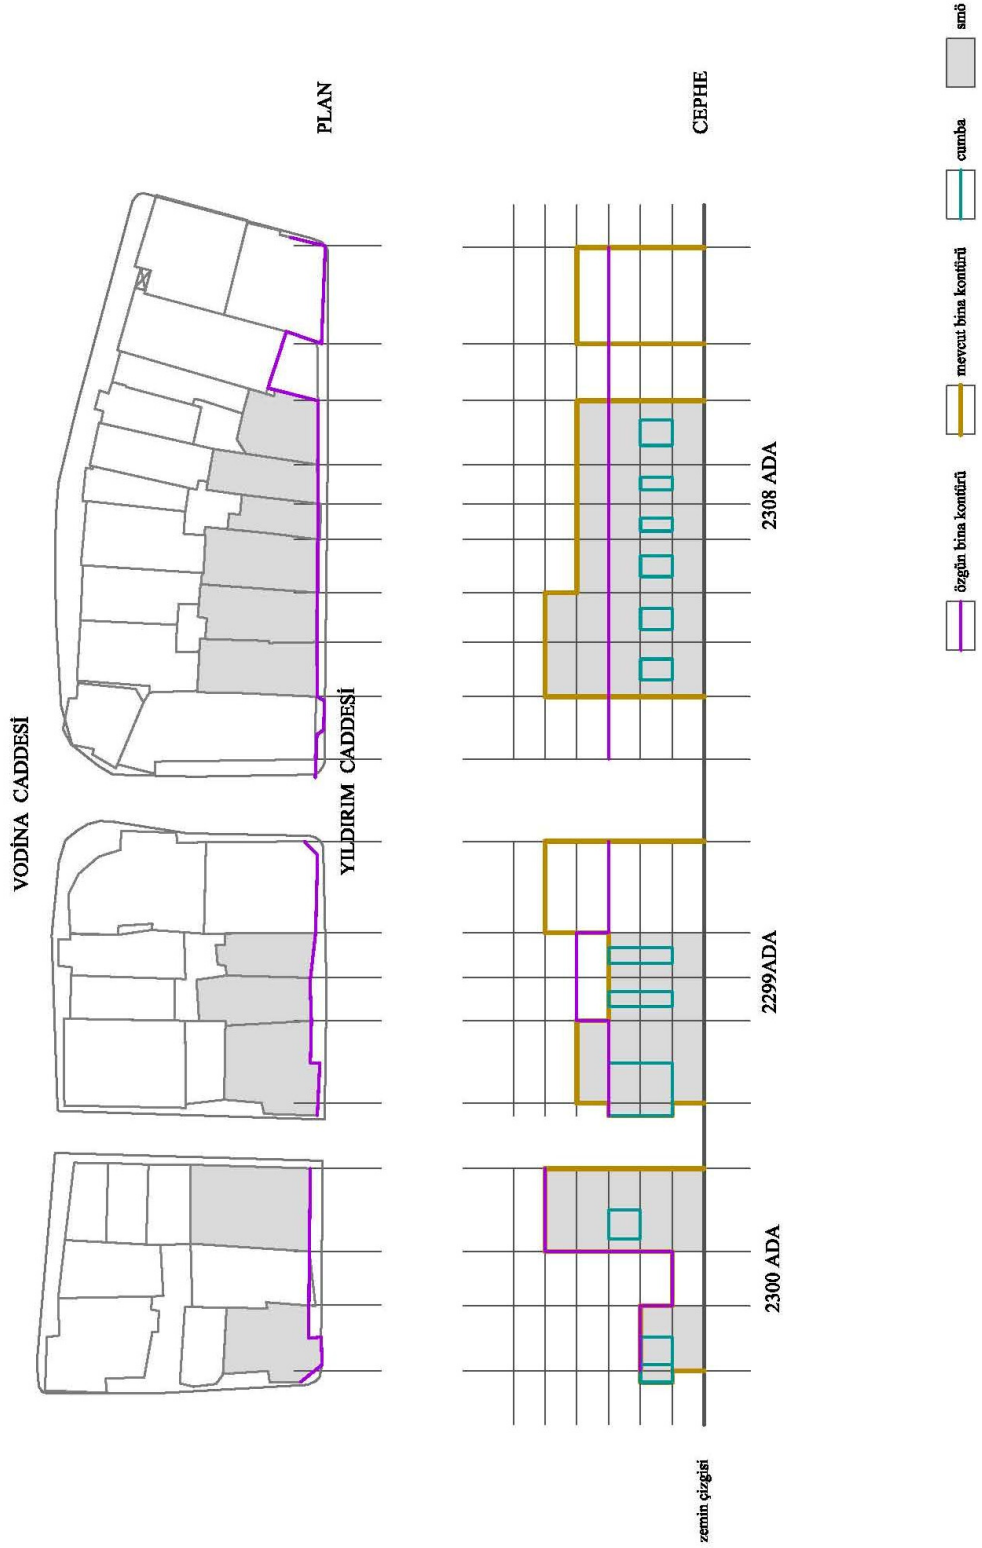 VODİNA CADDESİ
YILDIRIM CADDESİ
PLAN
zemin çizgisi
CEPHE
2300 ADA
2299ADA
2308 ADA
özgün bina kontürü
mevcut bina kontürü
cumba
smö